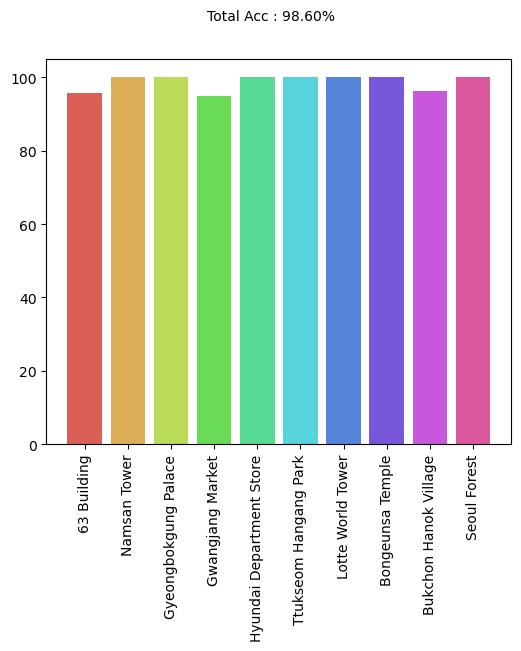 Total Acc : 98.60%
100
80
60
40
20
0
63 Building
Namsan Tower
Gyeongbokgung Palace
Gwangjang Market
Hyundai Department Store
Ttukseom Hangang Park
Lotte World Tower
Bongeunsa Temple
Bukchon Hanok Village
Seoul Forest